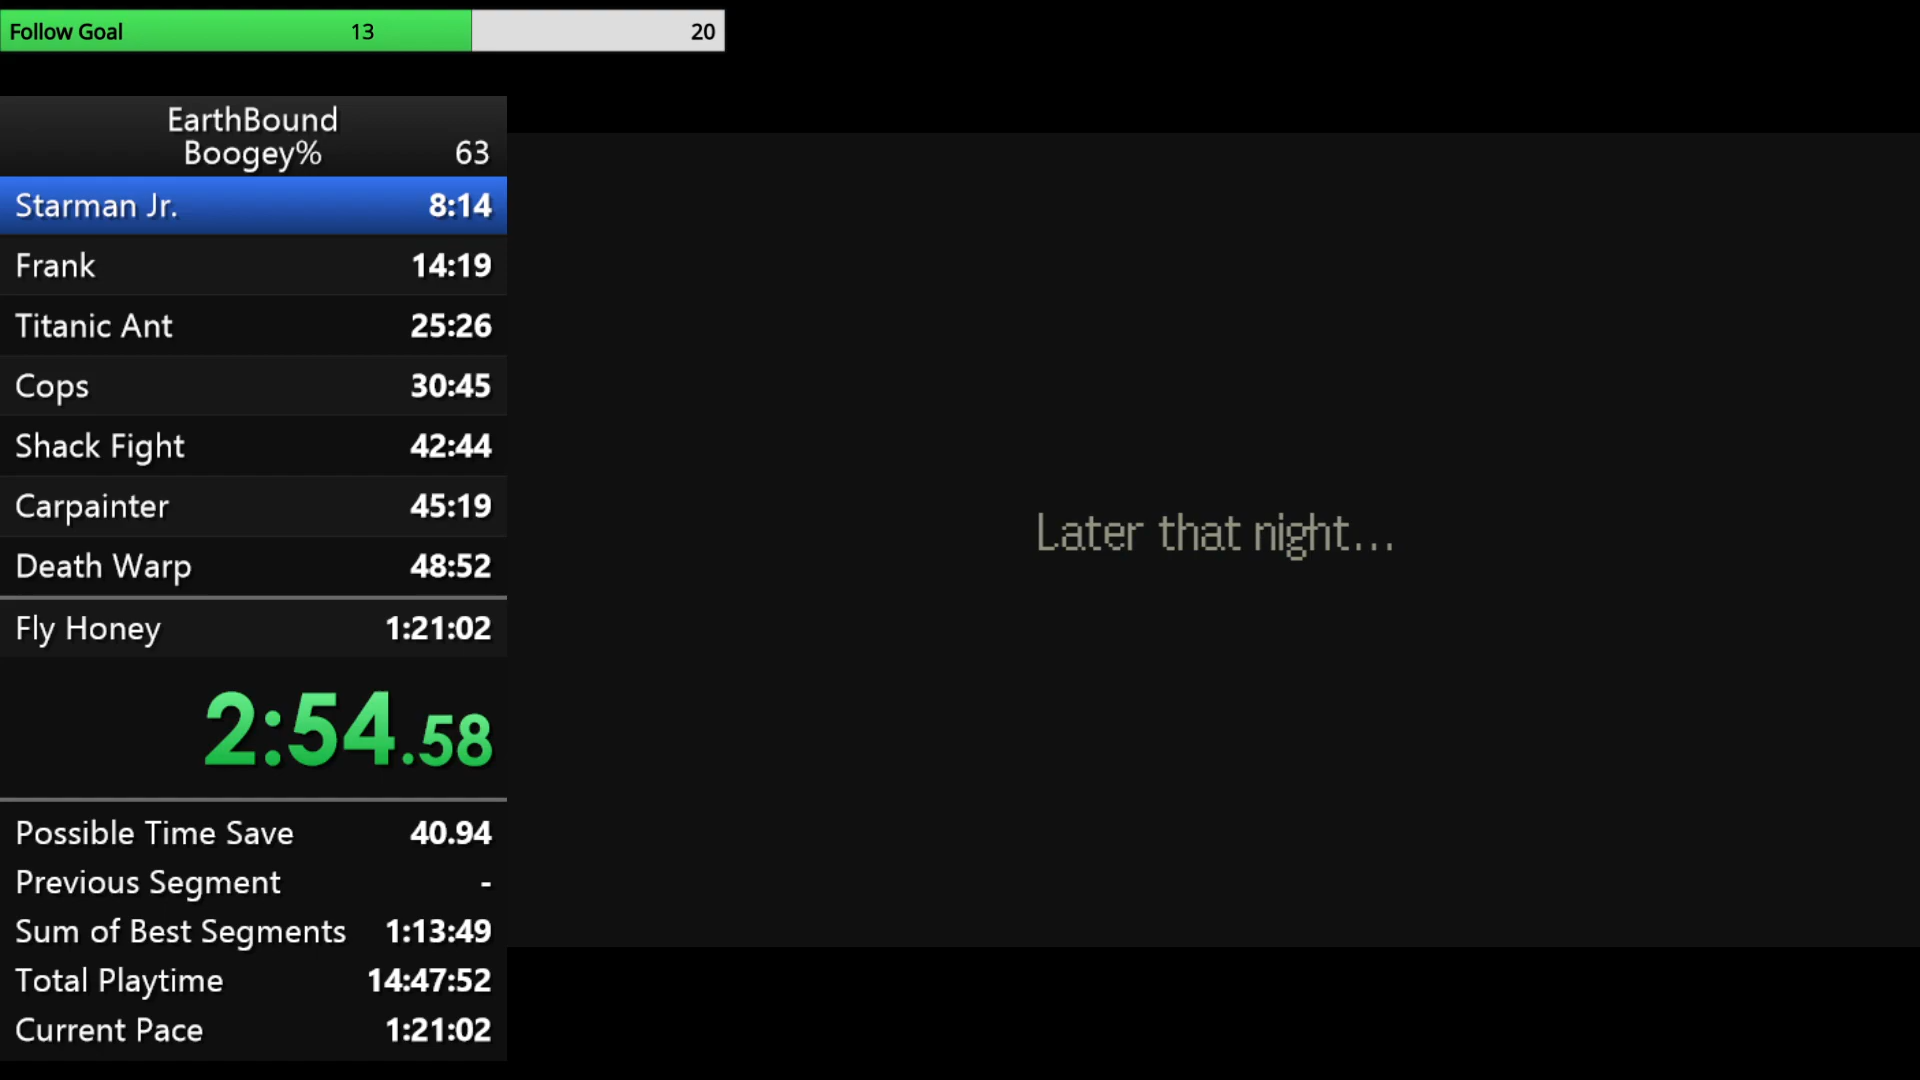 Follow Goal 13 20
EarthBound
Boogey% 63
Starman Jr. 8:14
Frank 14:19
Titanic Ant 25:26
Cops 30:45
Shack Fight 42:44
Carpainter 45:19
Death Warp 48:52
Fly Honey 1:21:02
2:54.58
Possible Time Save 40.94
Previous Segment -
Sum of Best Segments 1:13:49
Total Playtime 14:47:52
Current Pace 1:21:02
Later that night...